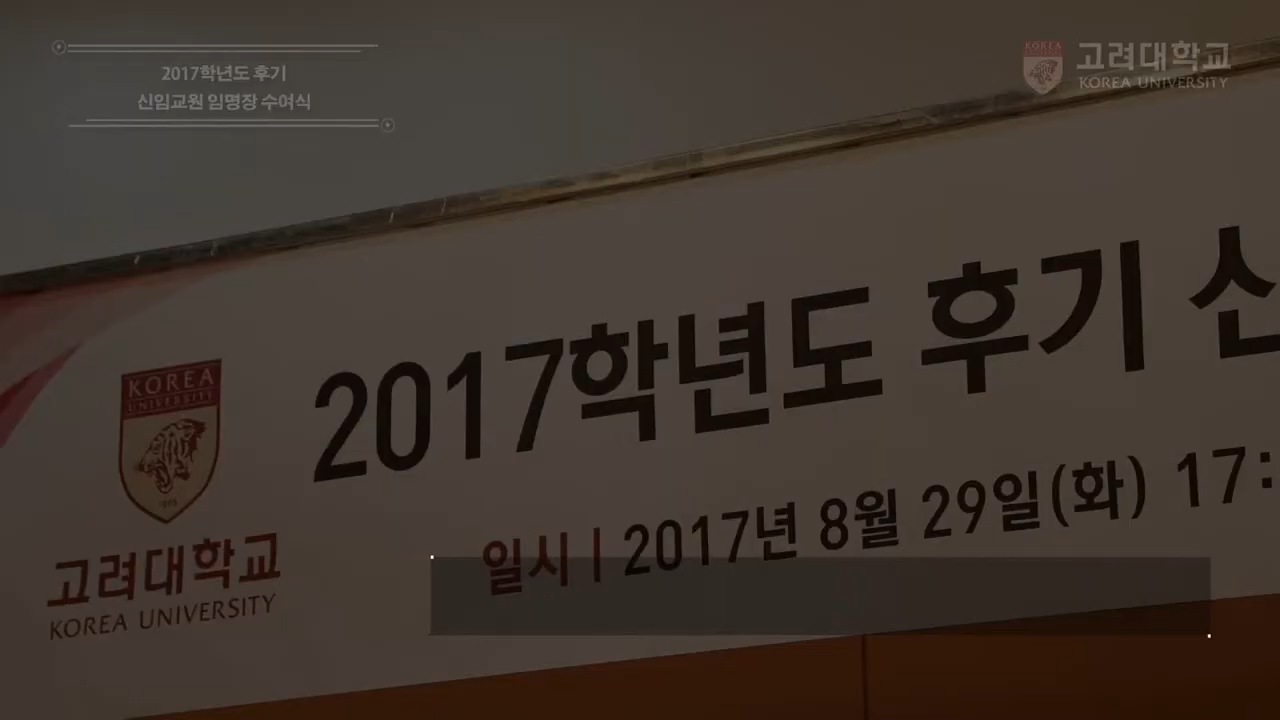 2017학년도 후기
신임교원 임명장 수여식
KOREA
고려대학교
KOREA UNIVERSITY
2017학년도 후기 신
KOREA
UNIVERSITY
일시 | 2017년 8월 29일(화) 17:
고려대학교
KOREA UNIVERSITY